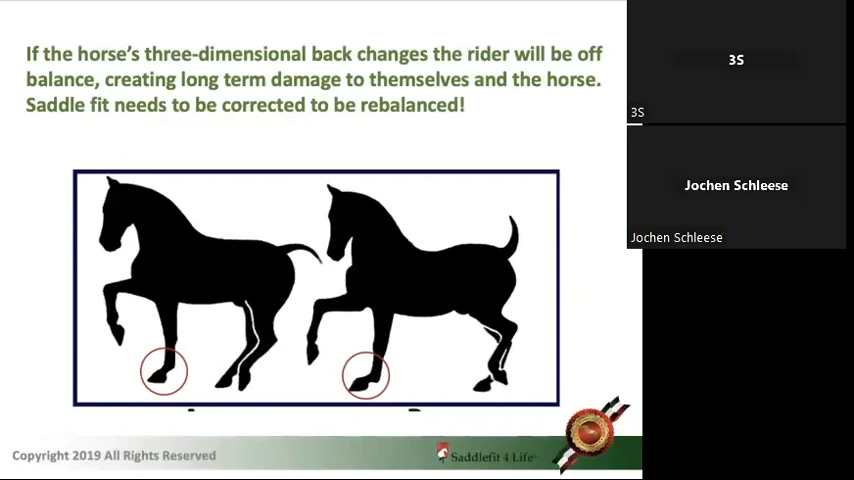 If the horse's three-dimensional back changes the rider will be off
balance, creating long term damage to themselves and the horse.
Saddle fit needs to be corrected to be rebalanced!
Copyright 2019 All Rights Reserved
Saddlefit 4 Life
3S
3S
Jochen Schleese
Jochen Schleese